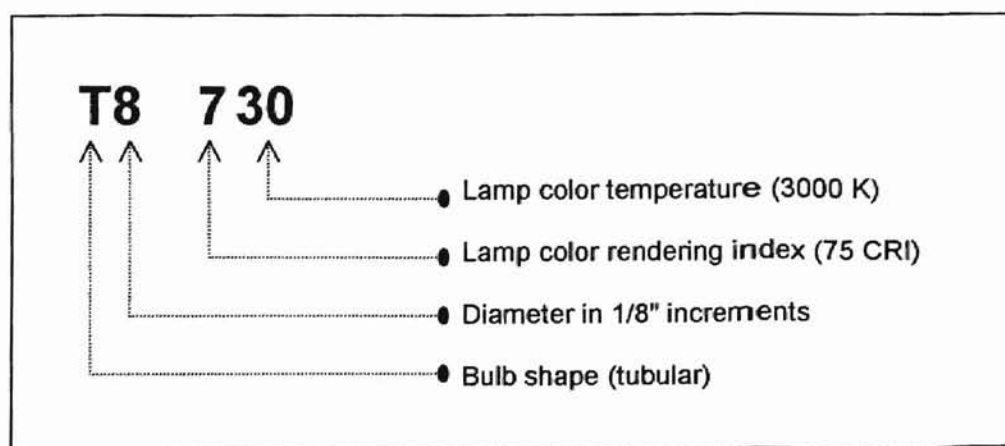 T8 730
Lamp color temperature (3000 K)
Lamp color rendering index (75 CRI)
Diameter in 1/8" increments
Bulb shape (tubular)